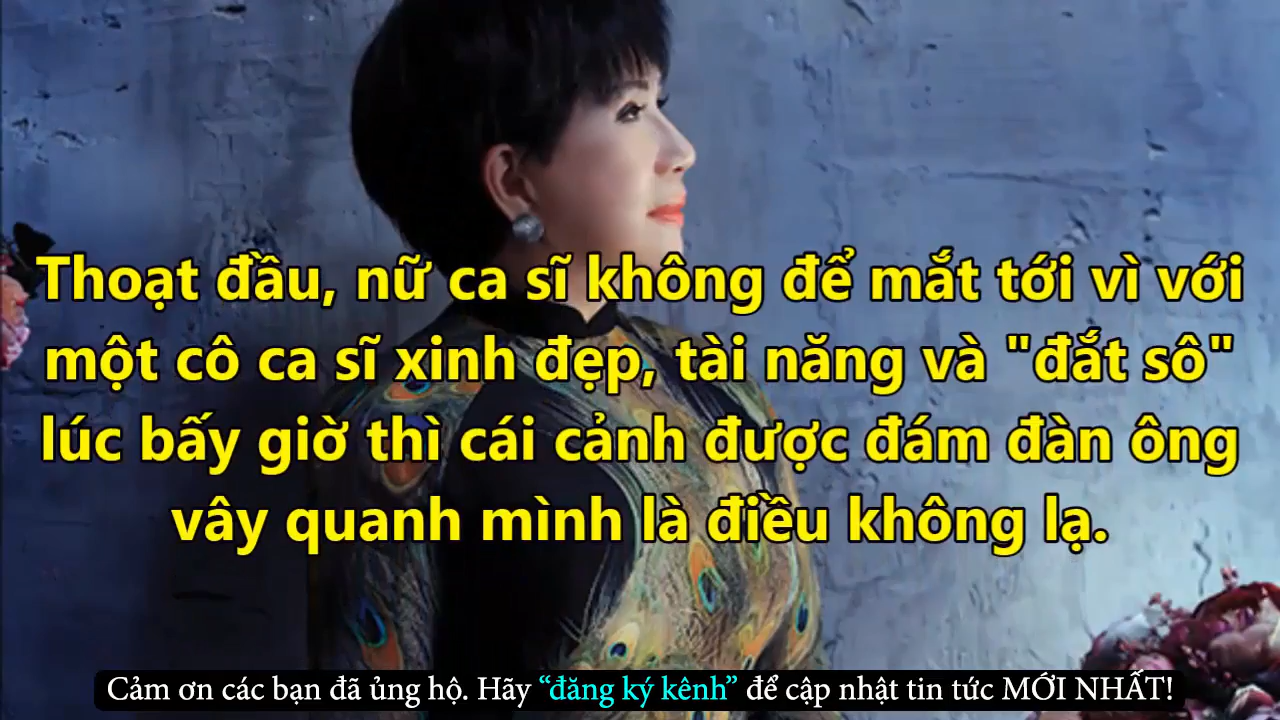 Thoạt đầu, nữ ca sĩ không để mắt tới vì với
một cô ca sĩ xinh đẹp, tài năng và "đắt sô"
lúc bấy giờ thì cái cảnh được đám đàn ông
vây quanh mình là điều không lạ.
Cảm ơn các bạn đã ủng hộ. Hãy “đăng ký kênh” để cập nhật tin tức MỚI NHẤT!